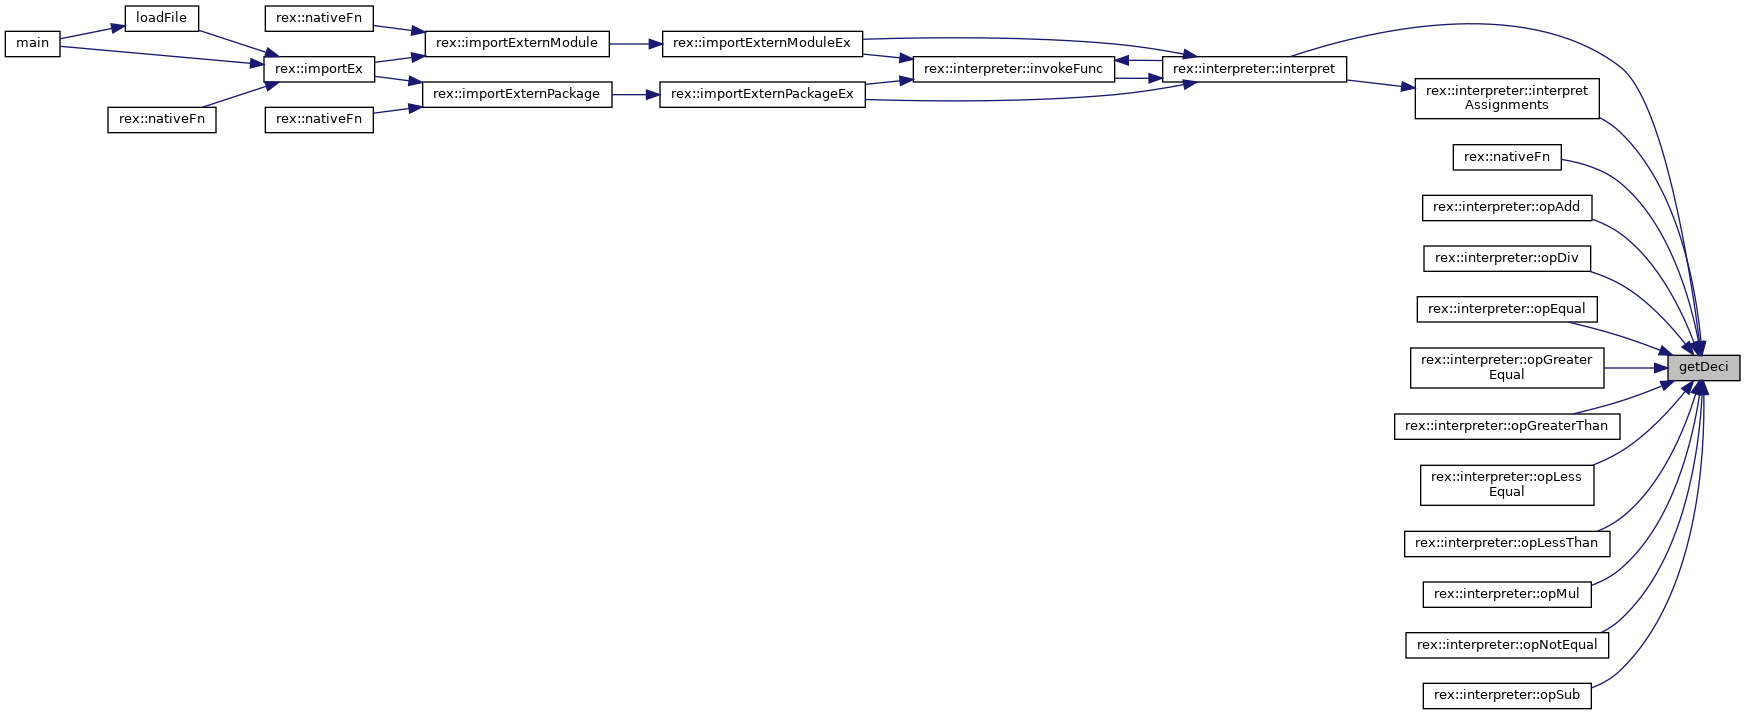 main
loadFile
rex::importEx
rex::nativeFn
rex::nativeFn
rex::importExternModule
rex::importExternPackage
rex::nativeFn
rex::importExternModuleEx
rex::importExternPackageEx
rex::interpreter::invokeFunc
rex::interpreter::interpret
rex::interpreter::interpret
Assignments
rex::nativeFn
rex::interpreter::opAdd
rex::interpreter::opDiv
rex::interpreter::opEqual
rex::interpreter::opGreater
Equal
rex::interpreter::opGreaterThan
rex::interpreter::opLess
Equal
rex::interpreter::opLessThan
rex::interpreter::opMul
rex::interpreter::opNotEqual
rex::interpreter::opSub
getDeci